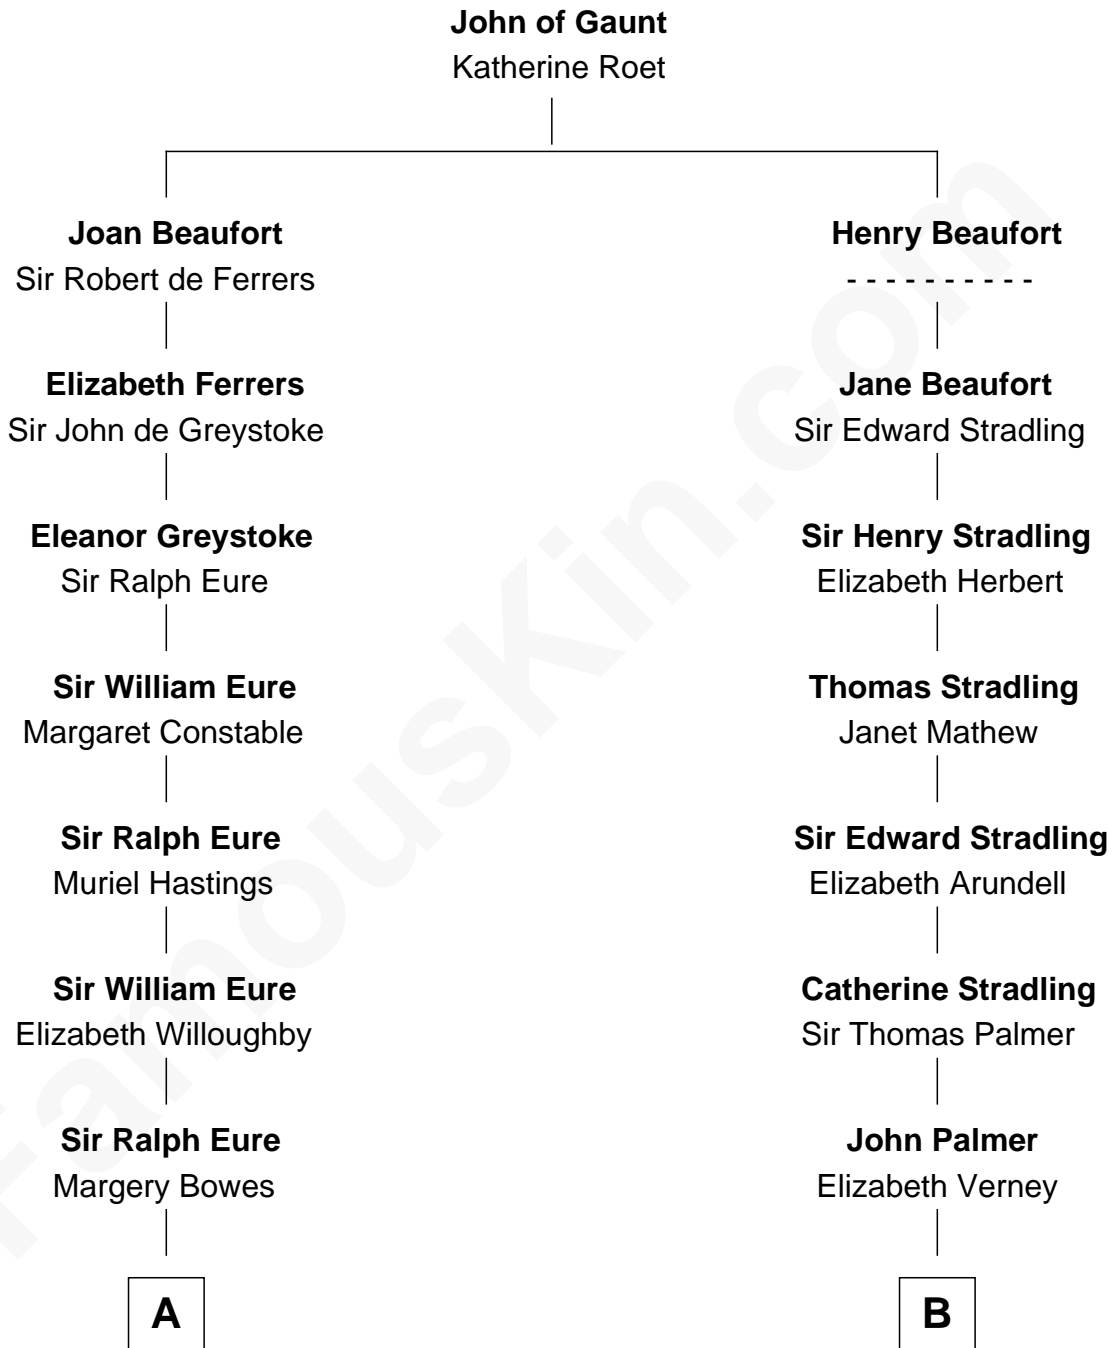 John of Gaunt
Katherine Roet
Joan Beaufort
Sir Robert de Ferrers
Henry Beaufort
- - - - - - - - - -
Elizabeth Ferrers
Sir John de Greystoke
Jane Beaufort
Sir Edward Stradling
Eleanor Greystoke
Sir Ralph Eure
Sir Henry Stradling
Elizabeth Herbert
Sir William Eure
Margaret Constable
Thomas Stradling
Janet Mathew
Sir Ralph Eure
Muriel Hastings
Sir Edward Stradling
Elizabeth Arundell
Sir William Eure
Elizabeth Willoughby
Catherine Stradling
Sir Thomas Palmer
Sir Ralph Eure
Margery Bowes
John Palmer
Elizabeth Verney
A
B
FamousKin.com